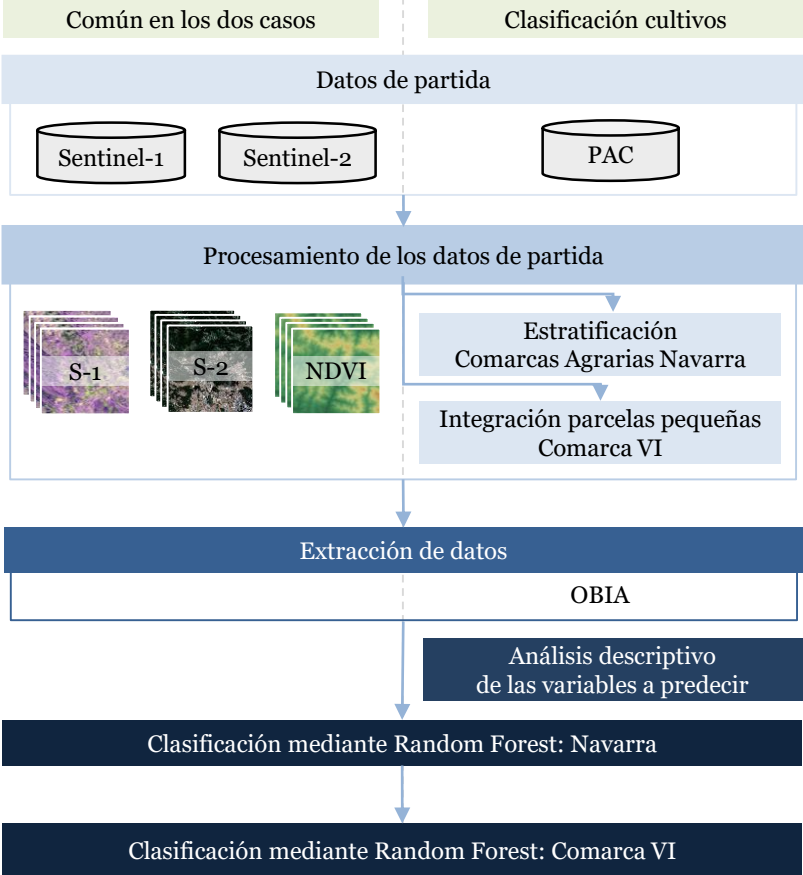 Común en los dos casos
Clasificación cultivos
Datos de partida
Sentinel-1
Sentinel-2
PAC
Procesamiento de los datos de partida
S-1
S-2
NDVI
Estratificación
Comarcas Agrarias Navarra
Integración parcelas pequeñas
Comarca VI
Extracción de datos
OBIA
Análisis descriptivo
de las variables a predecir
Clasificación mediante Random Forest: Navarra
Clasificación mediante Random Forest: Comarca VI